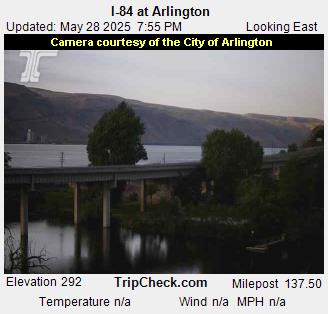 I-84 at Arlington
Updated: May 28 2025 7:55 PM Looking East
Camera courtesy of the City of Arlington
Elevation 292 TripCheck.com Milepost 137.50
Temperature n/a Wind n/a MPH n/a